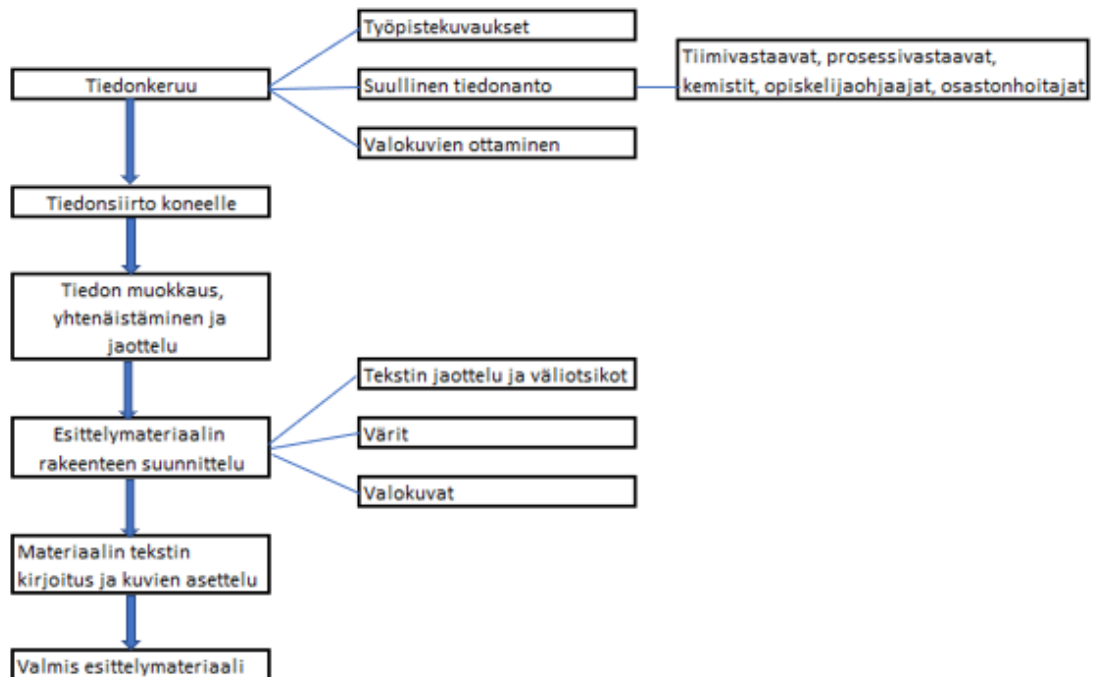 Tiedonkeruu
Työpistekuvaukset
Suullinen tiedonanto
Valokuvien ottaminen
Tiimivastaavat, prosessivastaavat,
kemistit, opiskelijaohjaajat, osastonhoitajat
Tiedonsiirto koneelle
Tiedon muokkaus,
yhtenäistäminen ja
jaottelu
Esittelymateriaalin
rakeenteen suunnittelu
Tekstin jaottelu ja väliotsikot
Värit
Valokuvat
Materiaalin tekstin
kirjoitus ja kuvien asettelu
Valmis esittelymateriaali